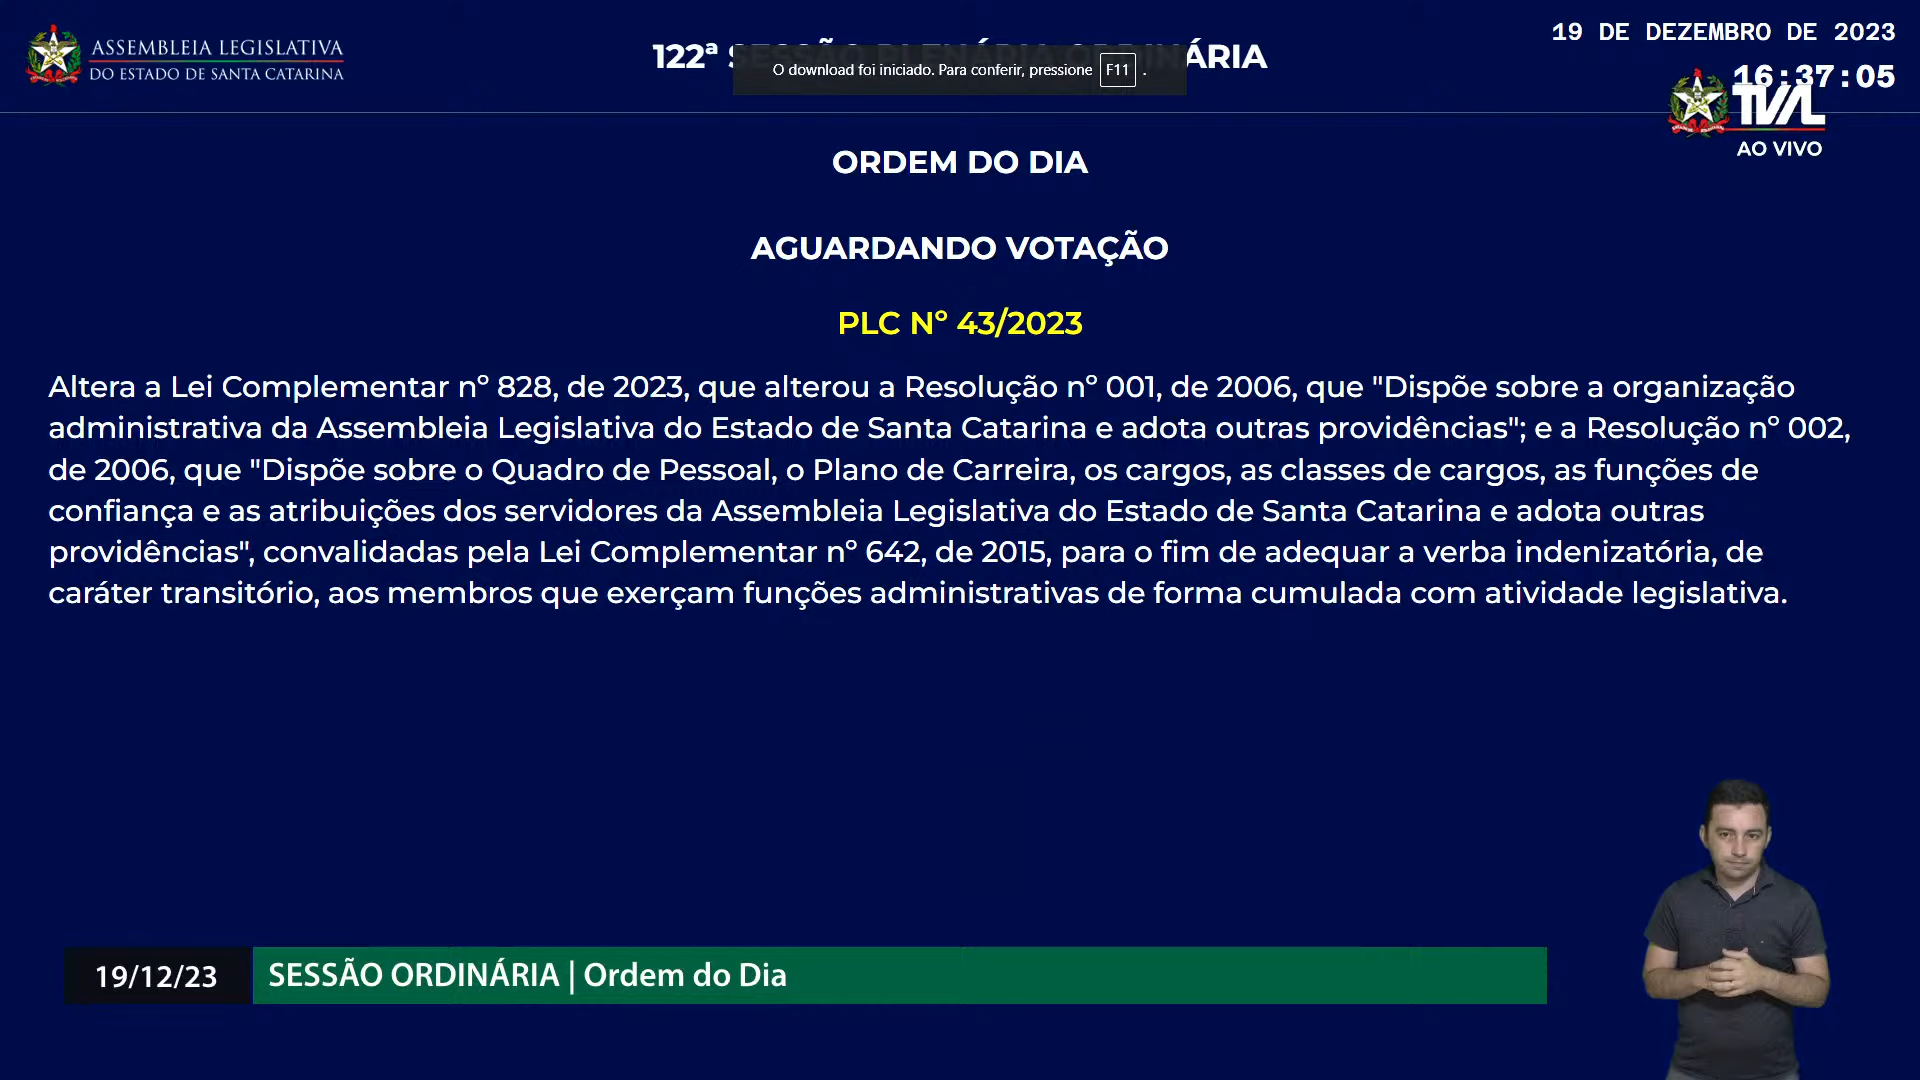 ASSEMBLEIA LEGISLATIVA
DO ESTADO DE SANTA CATARINA
122ª SESSÃO PLENÁRIA ORDINÁRIA
O download foi iniciado. Para conferir, pressione F11 .
19 DE DEZEMBRO DE 2023
16:37:05
TVAL
AO VIVO
ORDEM DO DIA
AGUARDANDO VOTAÇÃO
PLC Nº 43/2023
Altera a Lei Complementar nº 828, de 2023, que alterou a Resolução nº 001, de 2006, que "Dispõe sobre a organização
administrativa da Assembleia Legislativa do Estado de Santa Catarina e adota outras providências"; e a Resolução nº 002,
de 2006, que "Dispõe sobre o Quadro de Pessoal, o Plano de Carreira, os cargos, as classes de cargos, as funções de
confiança e as atribuições dos servidores da Assembleia Legislativa do Estado de Santa Catarina e adota outras
providências", convalidadas pela Lei Complementar nº 642, de 2015, para o fim de adequar a verba indenizatória, de
caráter transitório, aos membros que exerçam funções administrativas de forma cumulada com atividade legislativa.
19/12/23
SESSÃO ORDINÁRIA | Ordem do Dia